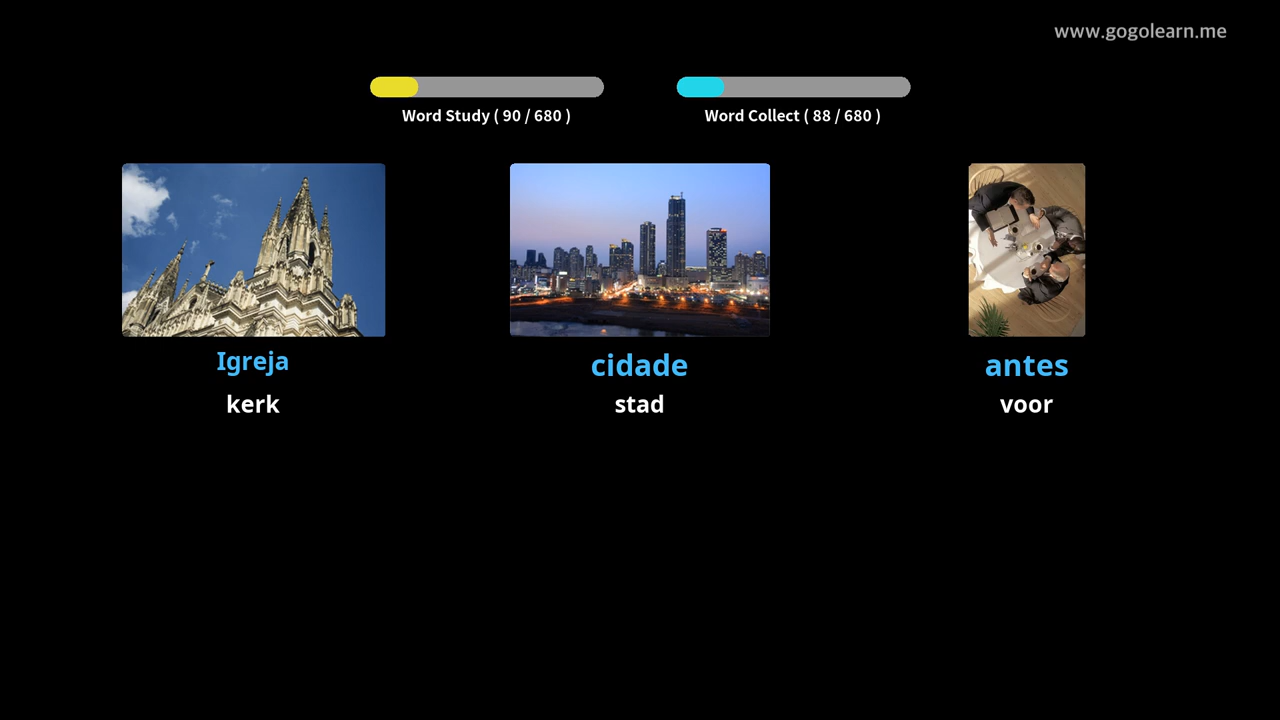 www.gogolearn.me
Word Study ( 90 / 680 )
Word Collect ( 88 / 680 )
Igreja
kerk
cidade
stad
antes
voor